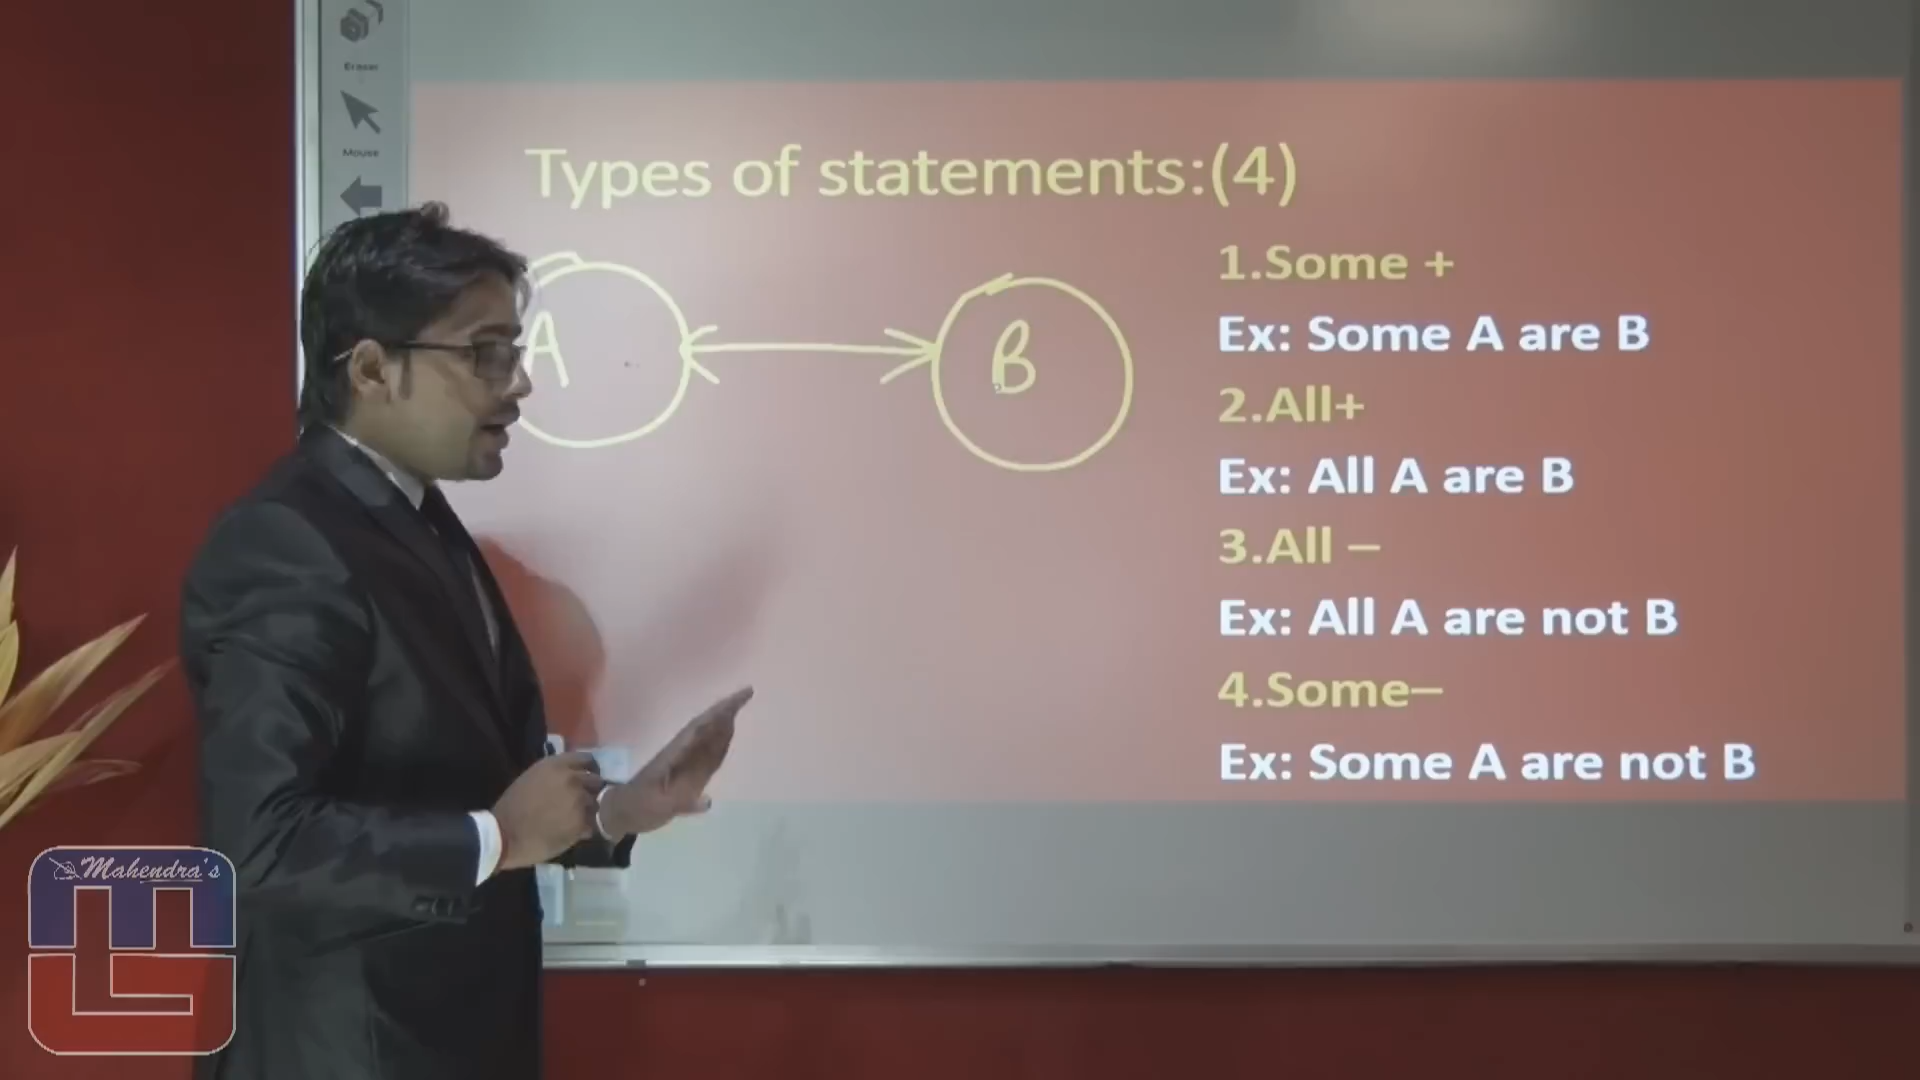 Eraser
Mouse
Types of statements:(4)
A
B
1.Some +
Ex: Some A are B
2.All+
Ex: All A are B
3.All –
Ex: All A are not B
4.Some–
Ex: Some A are not B
Mahendra's